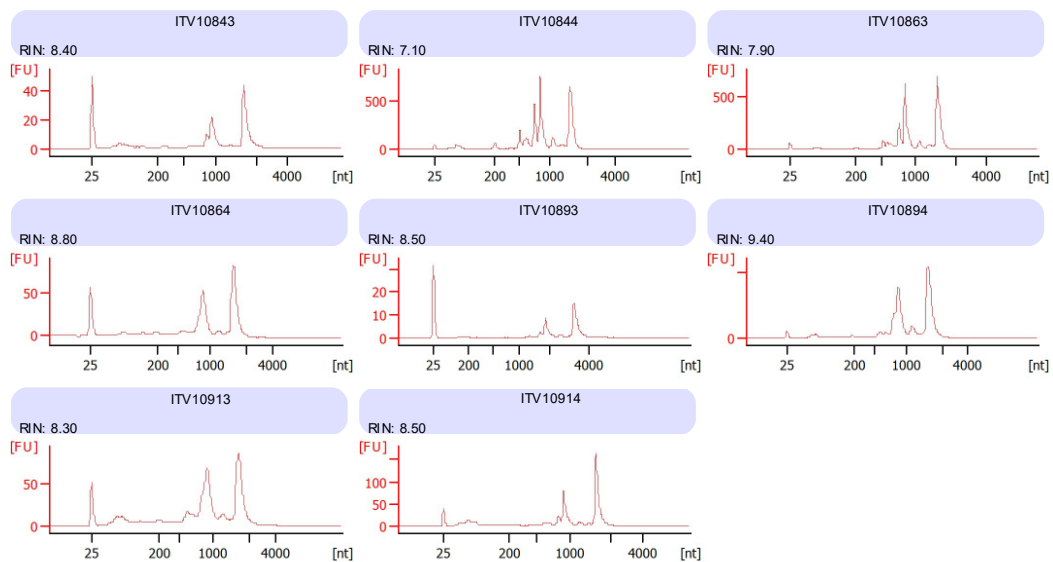 ITV10843
RIN: 8.40
[FU]
40
20
0
25 200 1000 4000 [nt]
ITV10844
RIN: 7.10
[FU]
500
0
25 200 1000 4000 [nt]
ITV10863
RIN: 7.90
[FU]
500
0
25 200 1000 4000 [nt]
ITV10864
RIN: 8.80
[FU]
50
0
25 200 1000 4000 [nt]
ITV10893
RIN: 8.50
[FU]
20
10
0
25 200 1000 4000 [nt]
ITV10894
RIN: 9.40
[FU]
0
25 200 1000 4000 [nt]
ITV10913
RIN: 8.30
[FU]
50
0
25 200 1000 4000 [nt]
ITV10914
RIN: 8.50
[FU]
100
50
0
25 200 1000 4000 [nt]